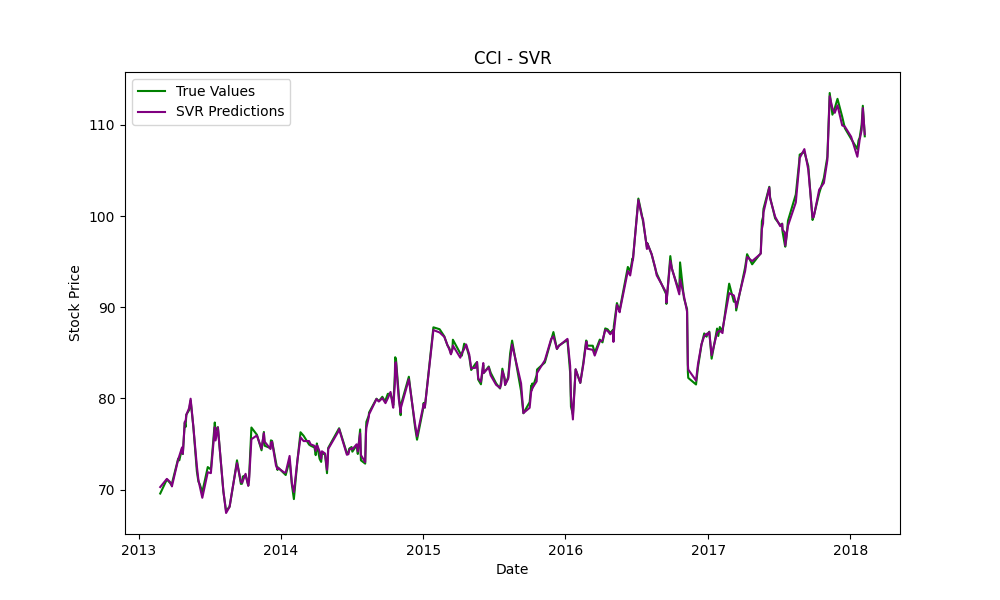 CCI - SVR
True Values
SVR Predictions
110
100
90
80
70
Stock Price
2013 2014 2015 2016 2017 2018
Date